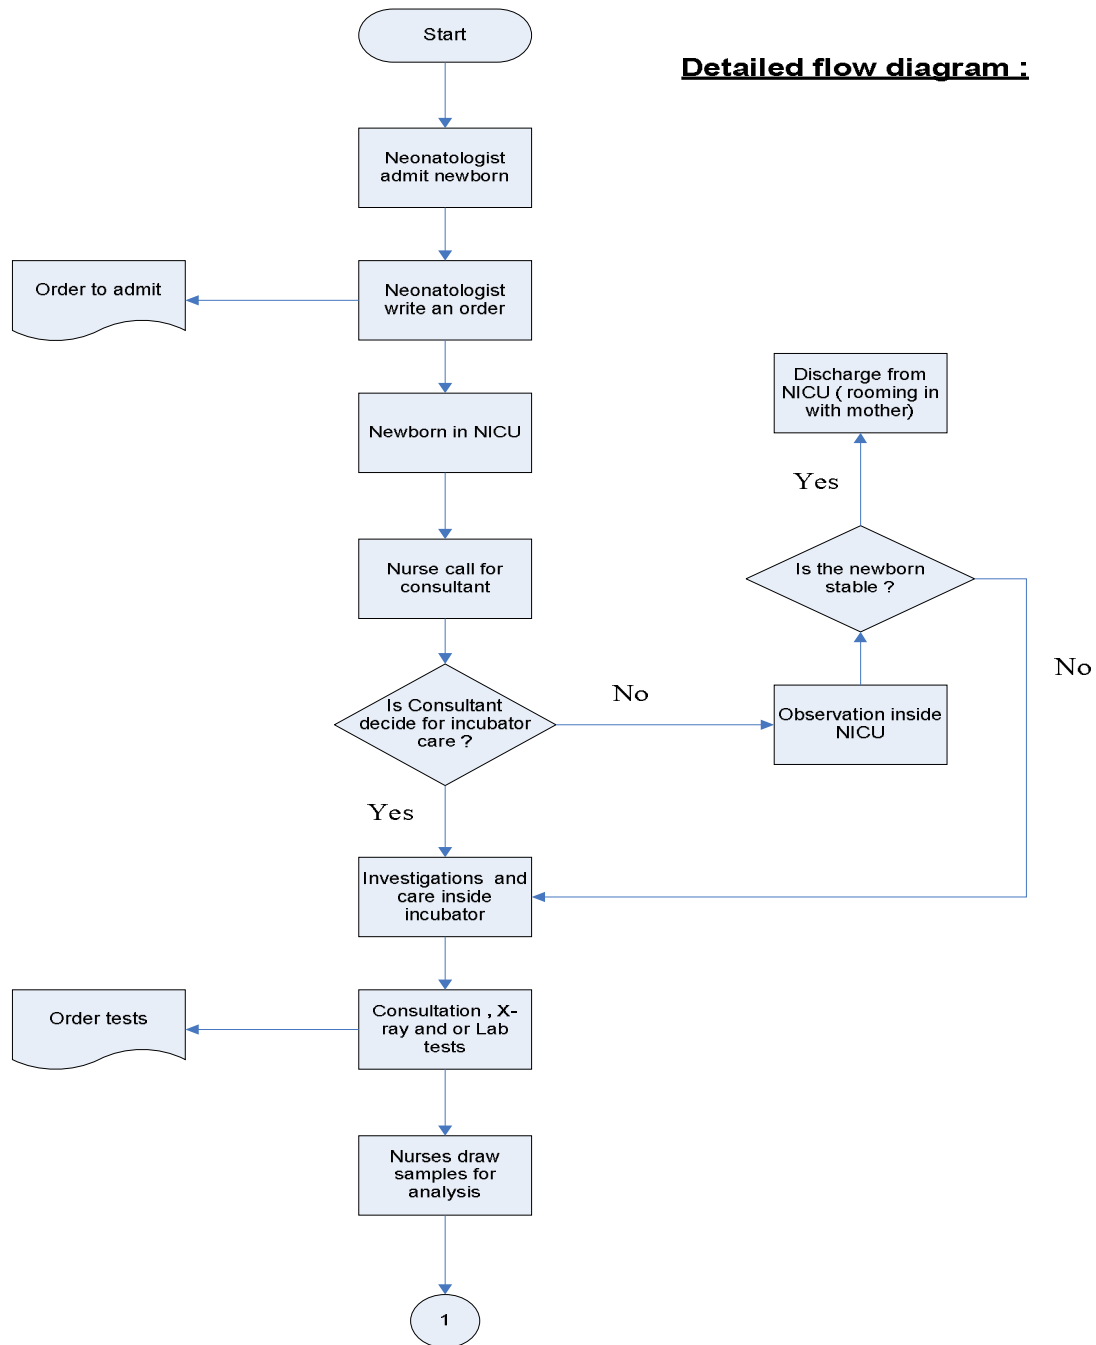 Start
Detailed flow diagram :
Neonatologist
admit newborn
Order to admit
Neonatologist
write an order
Newborn in NICU
Discharge from
NICU ( rooming in
with mother)
Yes
Nurse call for
consultant
Is the newborn
stable ?
No
Is Consultant
decide for incubator
care ?
No
Observation inside
NICU
Yes
Investigations and
care inside
incubator
Order tests
Consultation , X-
ray and or Lab
tests
Nurses draw
samples for
analysis
1